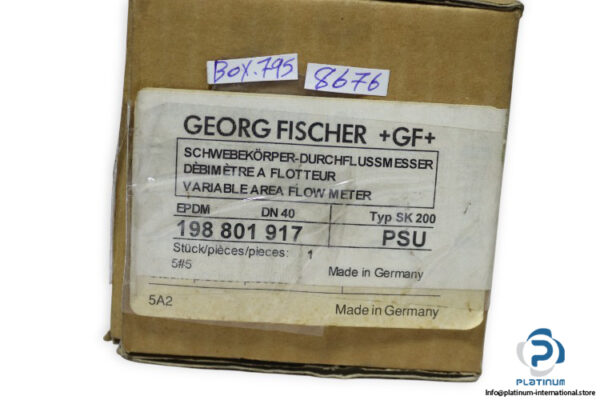 BOX.795
8676
GEORG FISCHER +GF+
SCHWEBEKÖRPER-DURCHFLUSSMESSER
DÈBIMÈTRE A FLOTTEUR
VARIABLE AREA FLOW METER
EPDM DN 40 Typ SK 200
198 801 917 PSU
Stück/pièces/pieces: 1
5#5 Made in Germany
5A2 Made in Germany
PLATINUM
Info@platinum-international.store